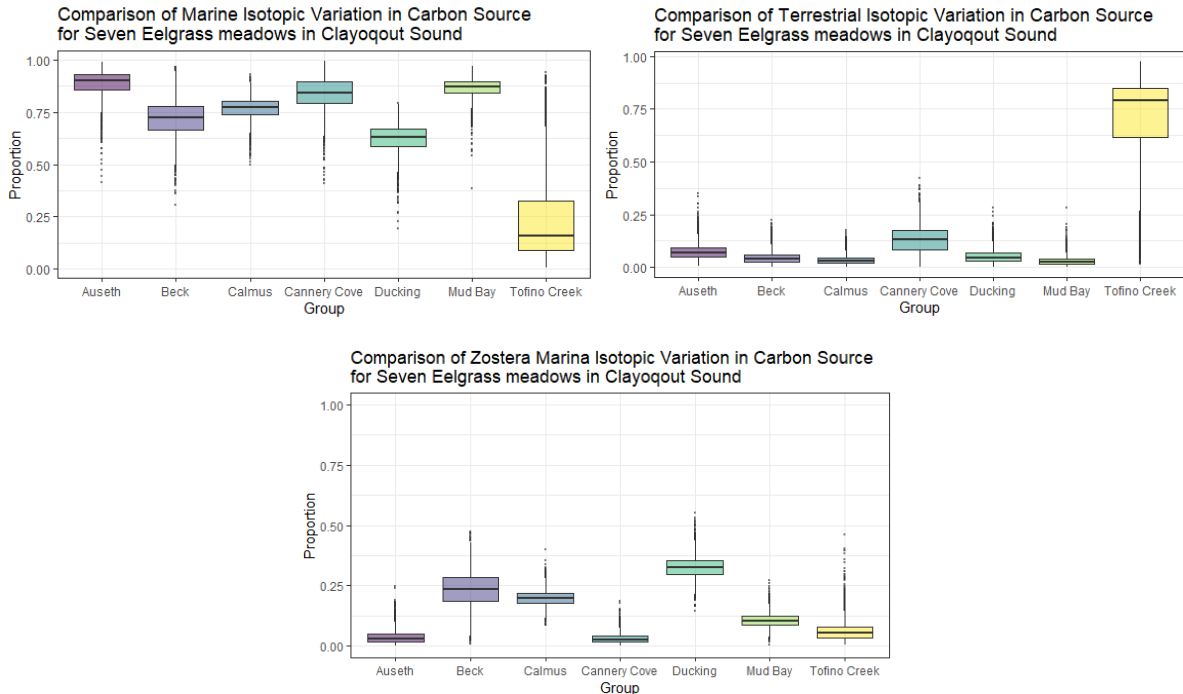 Comparison of Marine Isotopic Variation in Carbon Source
for Seven Eelgrass meadows in Clayoqout Sound
1.00
0.75
0.50
0.25
0.00
Proportion
Auseth Beck Calmus Cannery Cove Ducking Mud Bay Tofino Creek
Group
Comparison of Terrestrial Isotopic Variation in Carbon Source
for Seven Eelgrass meadows in Clayoqout Sound
1.00
0.75
0.50
0.25
0.00
Proportion
Auseth Beck Calmus Cannery Cove Ducking Mud Bay Tofino Creek
Group
Comparison of Zostera Marina Isotopic Variation in Carbon Source
for Seven Eelgrass meadows in Clayoqout Sound
1.00
0.75
0.50
0.25
0.00
Proportion
Auseth Beck Calmus Cannery Cove Ducking Mud Bay Tofino Creek
Group